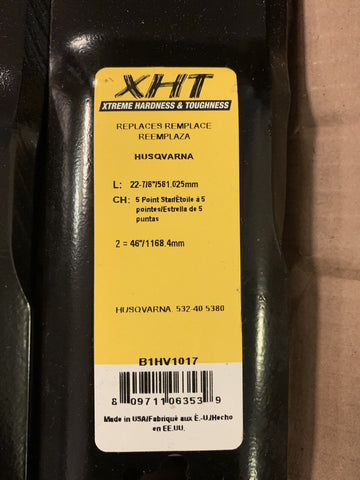 XHT
XTREME HARDNESS & TOUGHNESS
REPLACES REMPLACE
REEMPLAZA
HUSQVARNA
L: 22-7/8"/581.025mm
CH: 5 Point Star/Étoile à 5
pointes/Estrella de 5
puntas
2 = 46"/1168.4mm
HUSQVARNA 532-40 5380
B1HV1017
8 09711 06353 9
Made in USA/Fabriqué aux É.-U./Hecho
en EE.UU.